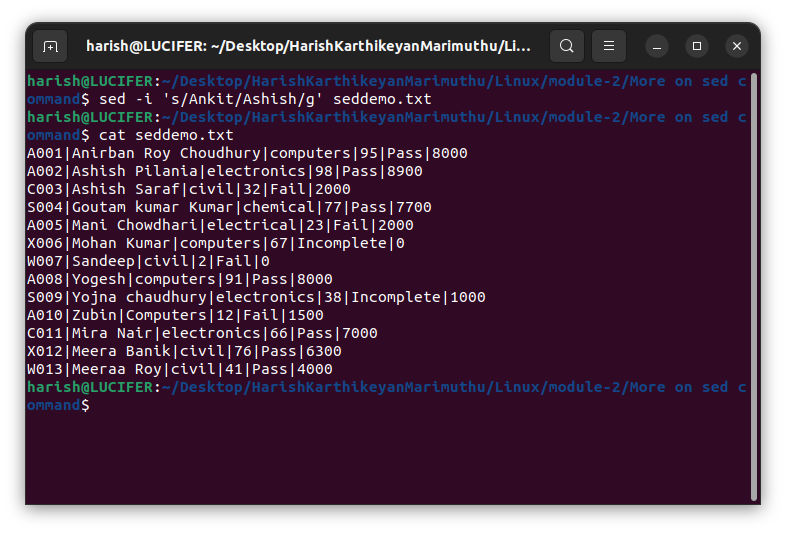 harish@LUCIFER: ~/Desktop/HarishKarthikeyanMarimuthu/Li...
harish@LUCIFER:~/Desktop/HarishKarthikeyanMarimuthu/Linux/module-2/More on sed c
ommand$ sed -i 's/Ankit/Ashish/g' seddemo.txt
harish@LUCIFER:~/Desktop/HarishKarthikeyanMarimuthu/Linux/module-2/More on sed c
ommand$ cat seddemo.txt
A001|Anirban Roy Choudhury|computers|95|Pass|8000
A002|Ashish Pilania|electronics|98|Pass|8900
C003|Ashish Saraf|civil|32|Fail|2000
S004|Goutam kumar Kumar|chemical|77|Pass|7700
A005|Mani Chowdhari|electrical|23|Fail|2000
X006|Mohan Kumar|computers|67|Incomplete|0
W007|Sandeep|civil|2|Fail|0
A008|Yogesh|computers|91|Pass|8000
S009|Yojna chaudhury|electronics|38|Incomplete|1000
A010|Zubin|Computers|12|Fail|1500
C011|Mira Nair|electronics|66|Pass|7000
X012|Meera Banik|civil|76|Pass|6300
W013|Meeraa Roy|civil|41|Pass|4000
harish@LUCIFER:~/Desktop/HarishKarthikeyanMarimuthu/Linux/module-2/More on sed c
ommand$